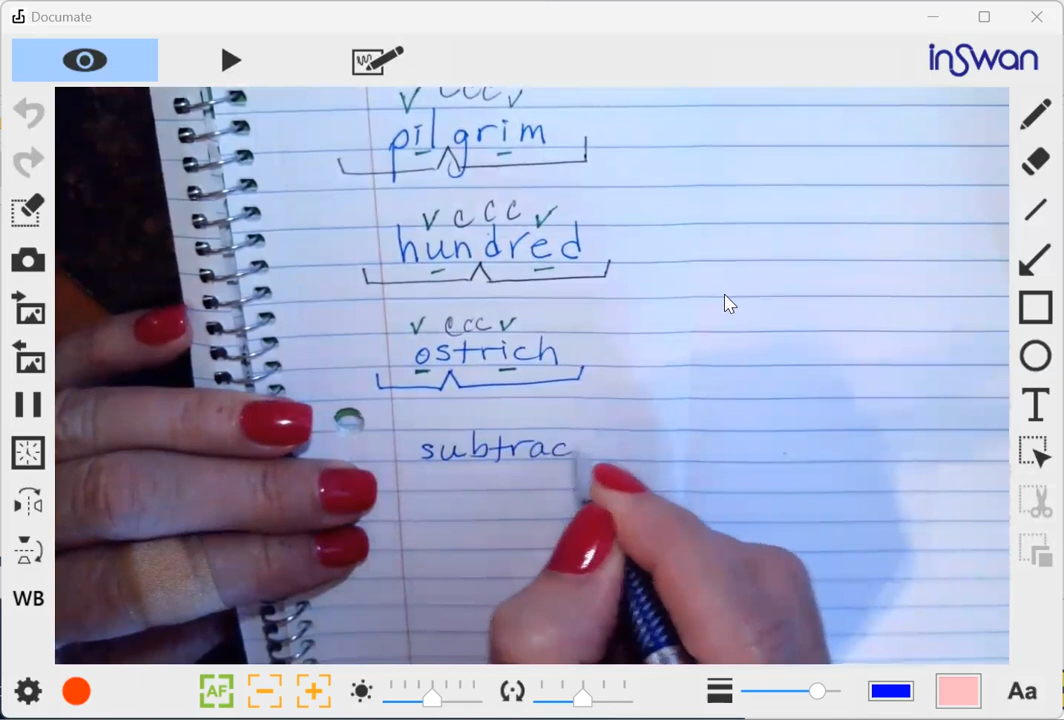 Documate
inSwan
v c c c v
pilgrim
v c c c v
hundred
v c c c v
ostrich
subtrac
WB
AF
T
Aa